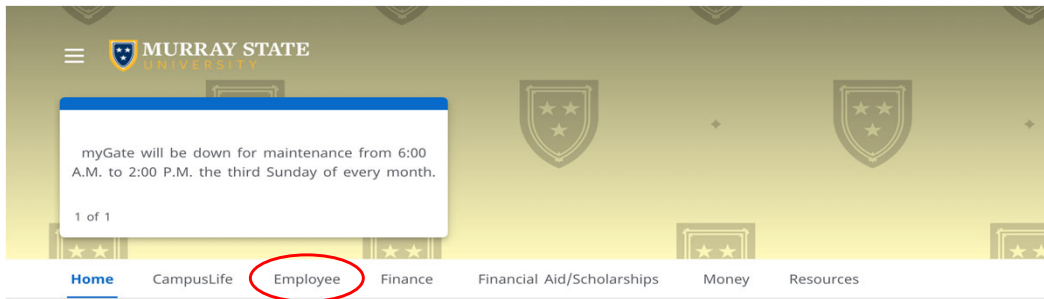 MURRAY STATE
UNIVERSITY
myGate will be down for maintenance from 6:00
A.M. to 2:00 P.M. the third Sunday of every month.
1 of 1
Home CampusLife Employee Finance Financial Aid/Scholarships Money Resources